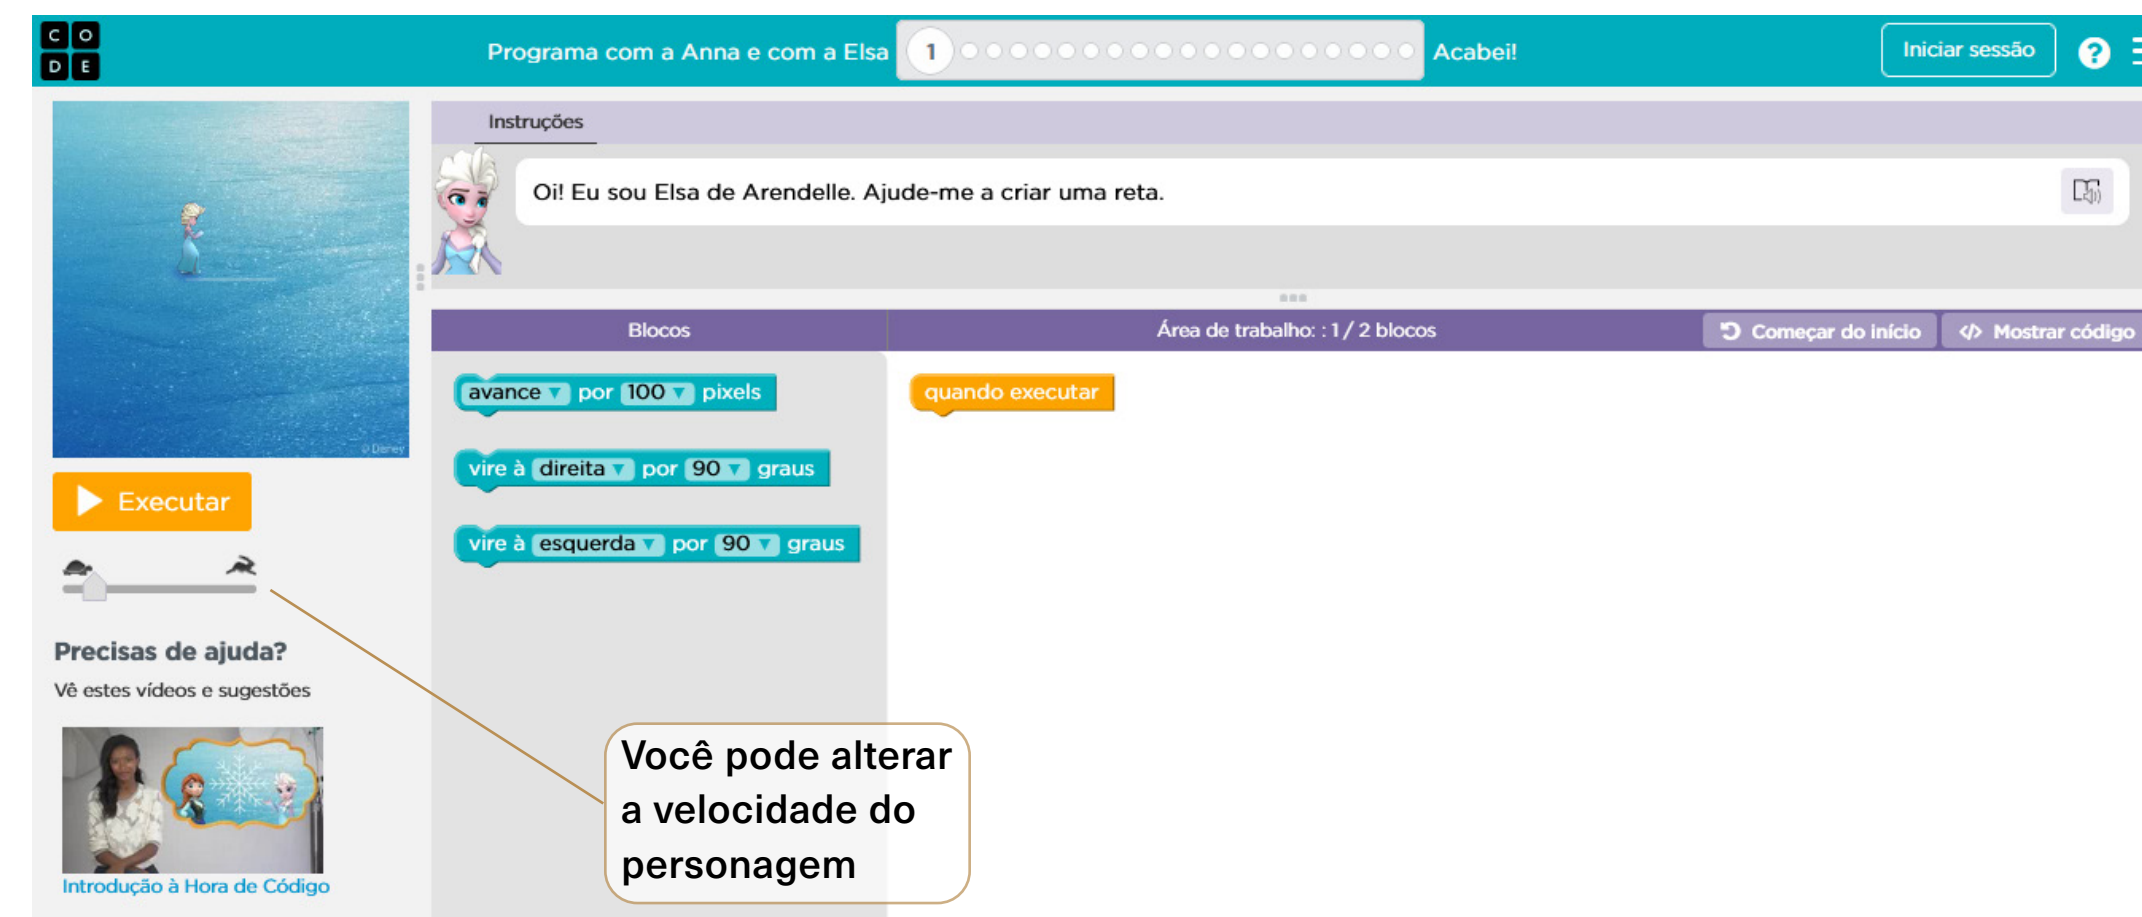 CO
DE
Programa com a Anna e com a Elsa
1
Acabei!
Iniciar sessão
?
Instruções
Oi! Eu sou Elsa de Arendelle. Ajude-me a criar uma reta.
Blocos
Área de trabalho: : 1 / 2 blocos
Começar do início
</> Mostrar código
avance por 100 pixels
vire à direita por 90 graus
vire à esquerda por 90 graus
quando executar
© Disney
Executar
Precisas de ajuda?
Vê estes vídeos e sugestões
Introdução à Hora de Código
Você pode alterar
a velocidade do
personagem